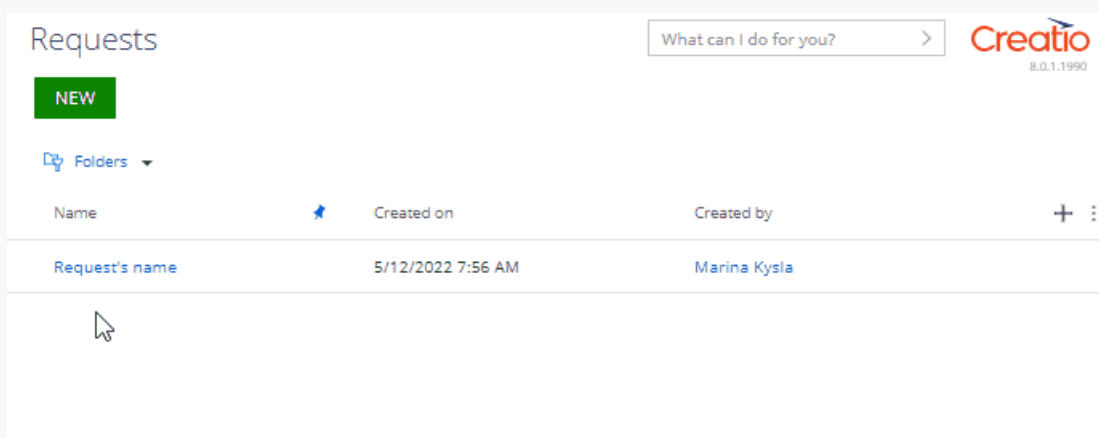 Requests
What can I do for you?
Creatio
8.0.1.1990
NEW
Folders
Name Created on Created by
Request's name 5/12/2022 7:56 AM Marina Kysla